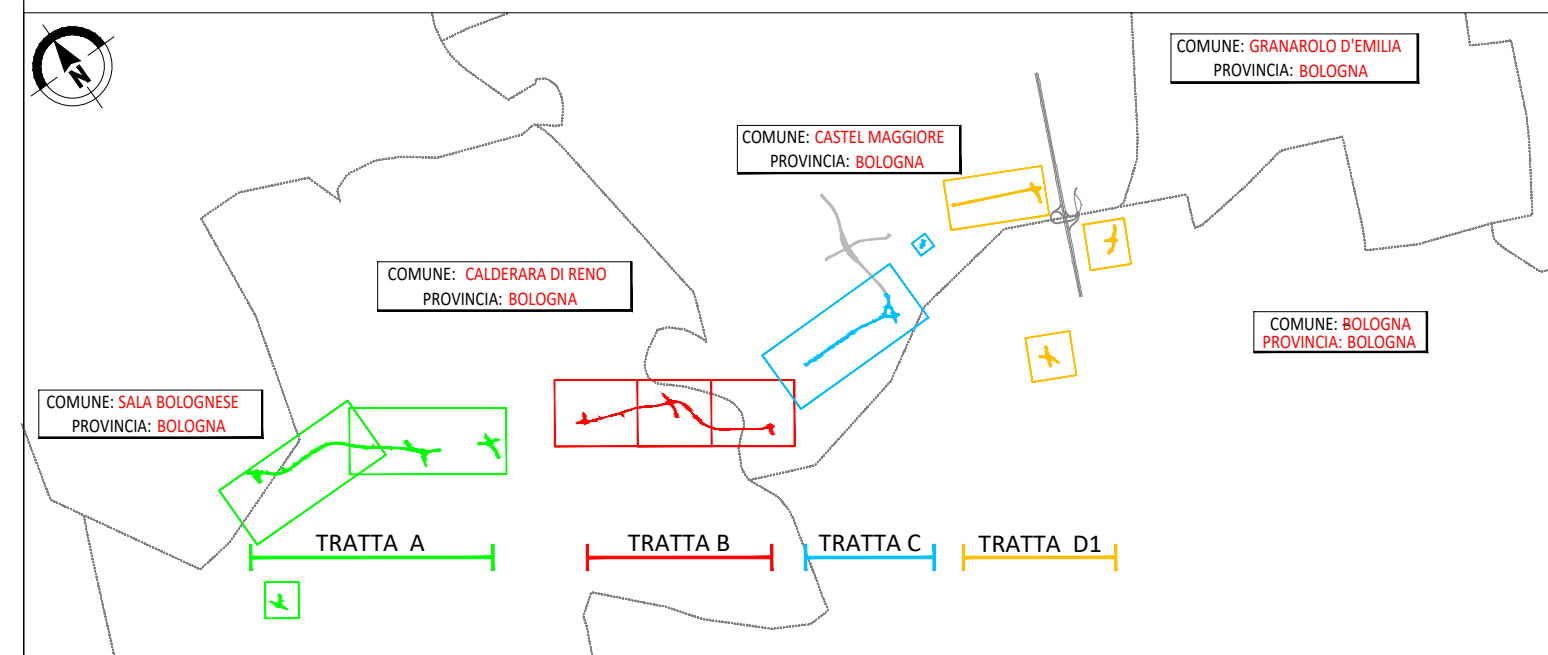 N
COMUNE: GRANAROLO D'EMILIA
PROVINCIA: BOLOGNA
COMUNE: CASTEL MAGGIORE
PROVINCIA: BOLOGNA
COMUNE: CALDERARA DI RENO
PROVINCIA: BOLOGNA
COMUNE: BOLOGNA
PROVINCIA: BOLOGNA
COMUNE: SALA BOLOGNESE
PROVINCIA: BOLOGNA
TRATTA A
TRATTA B
TRATTA C
TRATTA D1